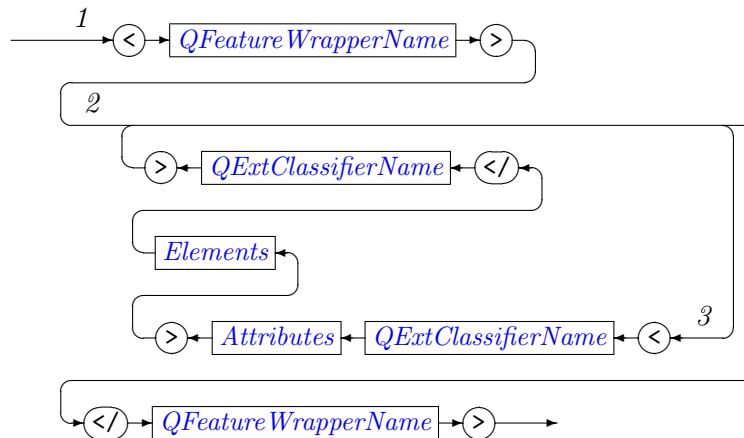 1
< QFeatureWrapperName >
2
> QExtClassifierName </
Elements
> Attributes QExtClassifierName < 3
</ QFeatureWrapperName >